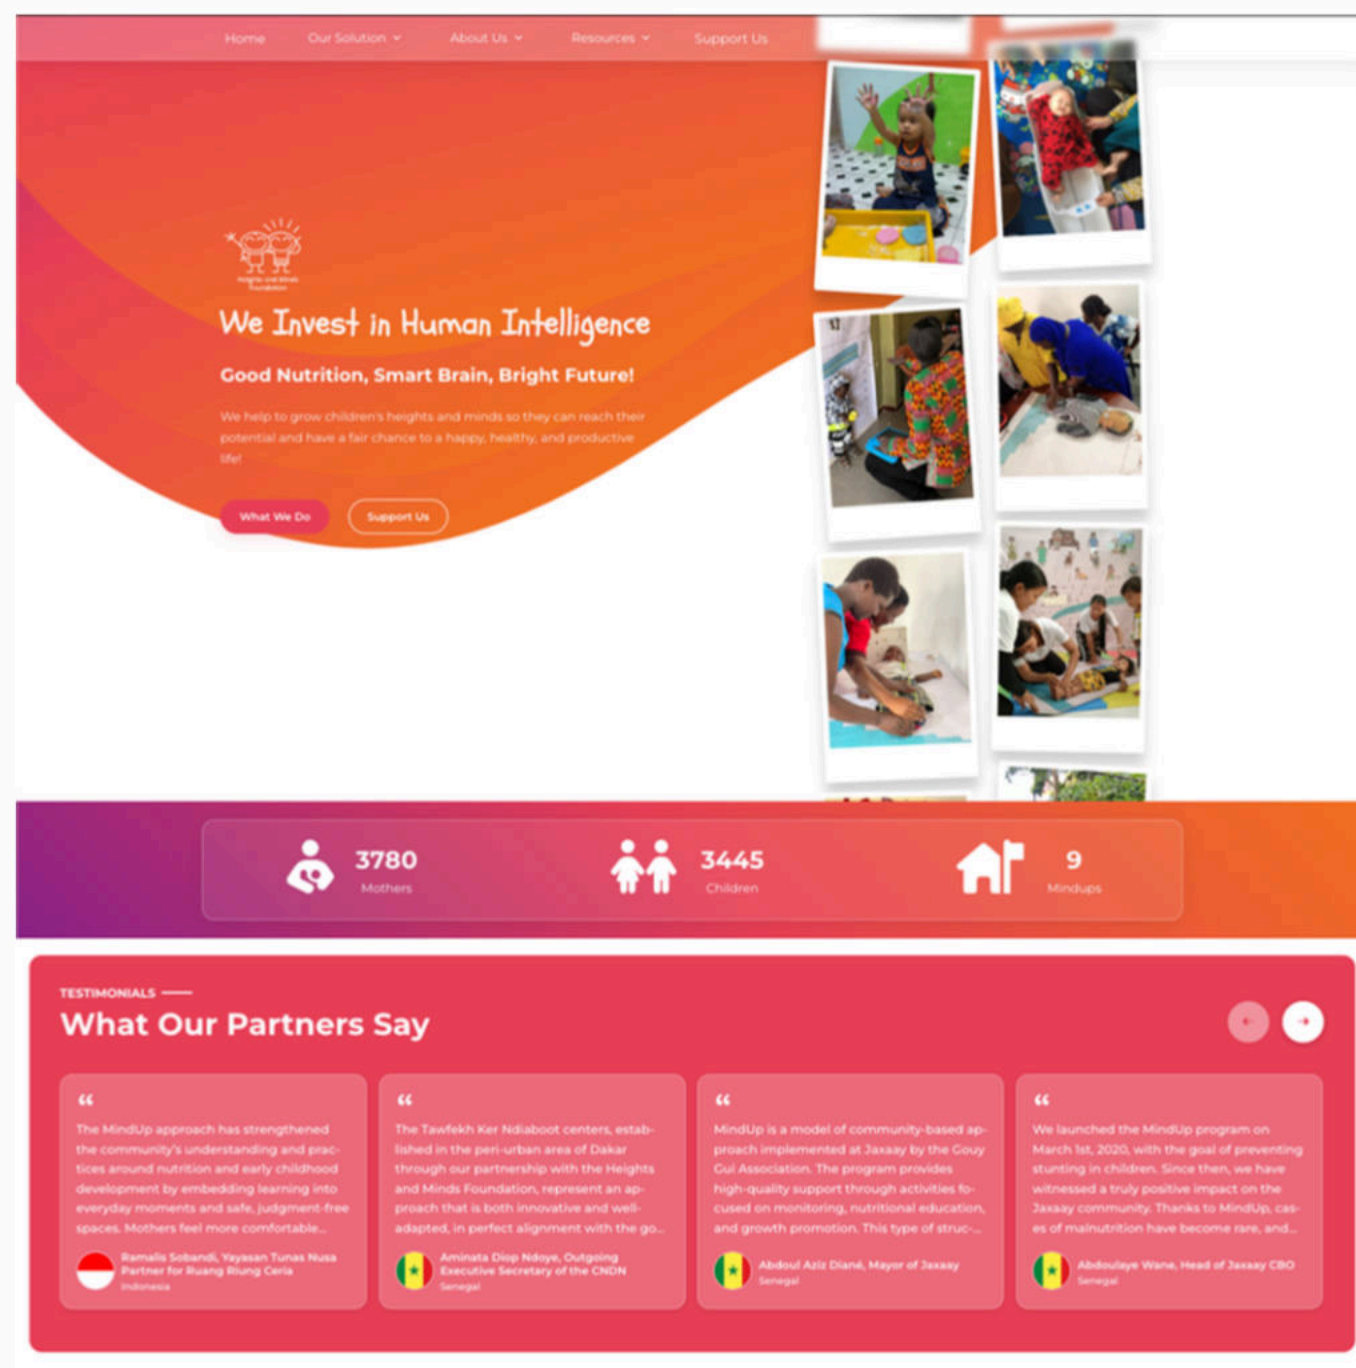 Home
Our Solution
About Us
Resources
Support Us
Heights and Minds
Foundation
We Invest in Human Intelligence
Good Nutrition, Smart Brain, Bright Future!
We help to grow children's heights and minds so they can reach their
potential and have a fair chance to a happy, healthy, and productive
life!
What We Do
Support Us
3780
Mothers
3445
Children
9
Mindups
TESTIMONIALS
What Our Partners Say
“
The MindUp approach has strengthened
the community's understanding and prac-
tices around nutrition and early childhood
development by embedding learning into
everyday moments and safe, judgment-free
spaces. Mothers feel more comfortable...
Ramalis Sobandi, Yayasan Tunas Nusa
Partner for Ruang Riung Ceria
Indonesia
“
The Tawfekh Ker Ndiaboot centers, estab-
lished in the peri-urban area of Dakar
through our partnership with the Heights
and Minds Foundation, represent an ap-
proach that is both innovative and well-
adapted, in perfect alignment with the go...
Aminata Diop Ndoye, Outgoing
Executive Secretary of the CNDN
Senegal
“
MindUp is a model of community-based ap-
proach implemented at Jaxaay by the Gouy
Gui Association. The program provides
high-quality support through activities fo-
cused on monitoring, nutritional education,
and growth promotion. This type of struc-...
Abdoul Aziz Diané, Mayor of Jaxaay
Senegal
“
We launched the MindUp program on
March 1st, 2020, with the goal of preventing
stunting in children. Since then, we have
witnessed a truly positive impact on the
Jaxaay community. Thanks to MindUp, cas-
es of malnutrition have become rare, and...
Abdoulaye Wane, Head of Jaxaay CBO
Senegal